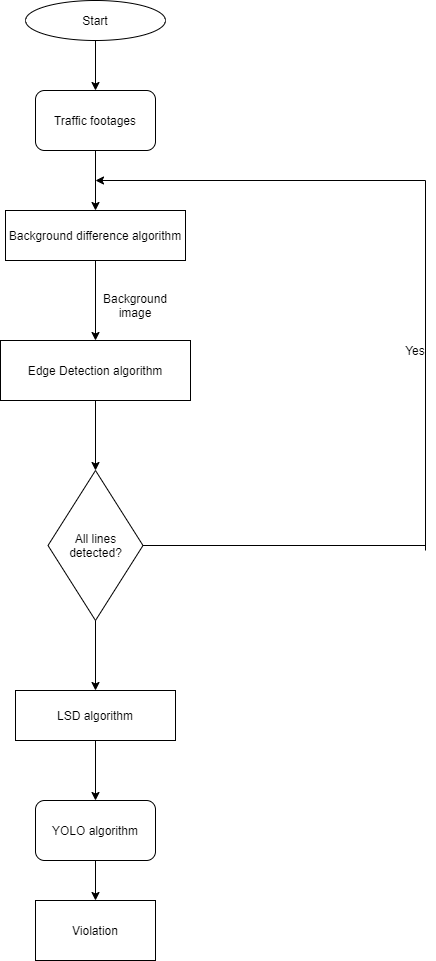 Start
Traffic footages
Background difference algorithm
Background
image
Edge Detection algorithm
Yes
All lines
detected?
LSD algorithm
YOLO algorithm
Violation